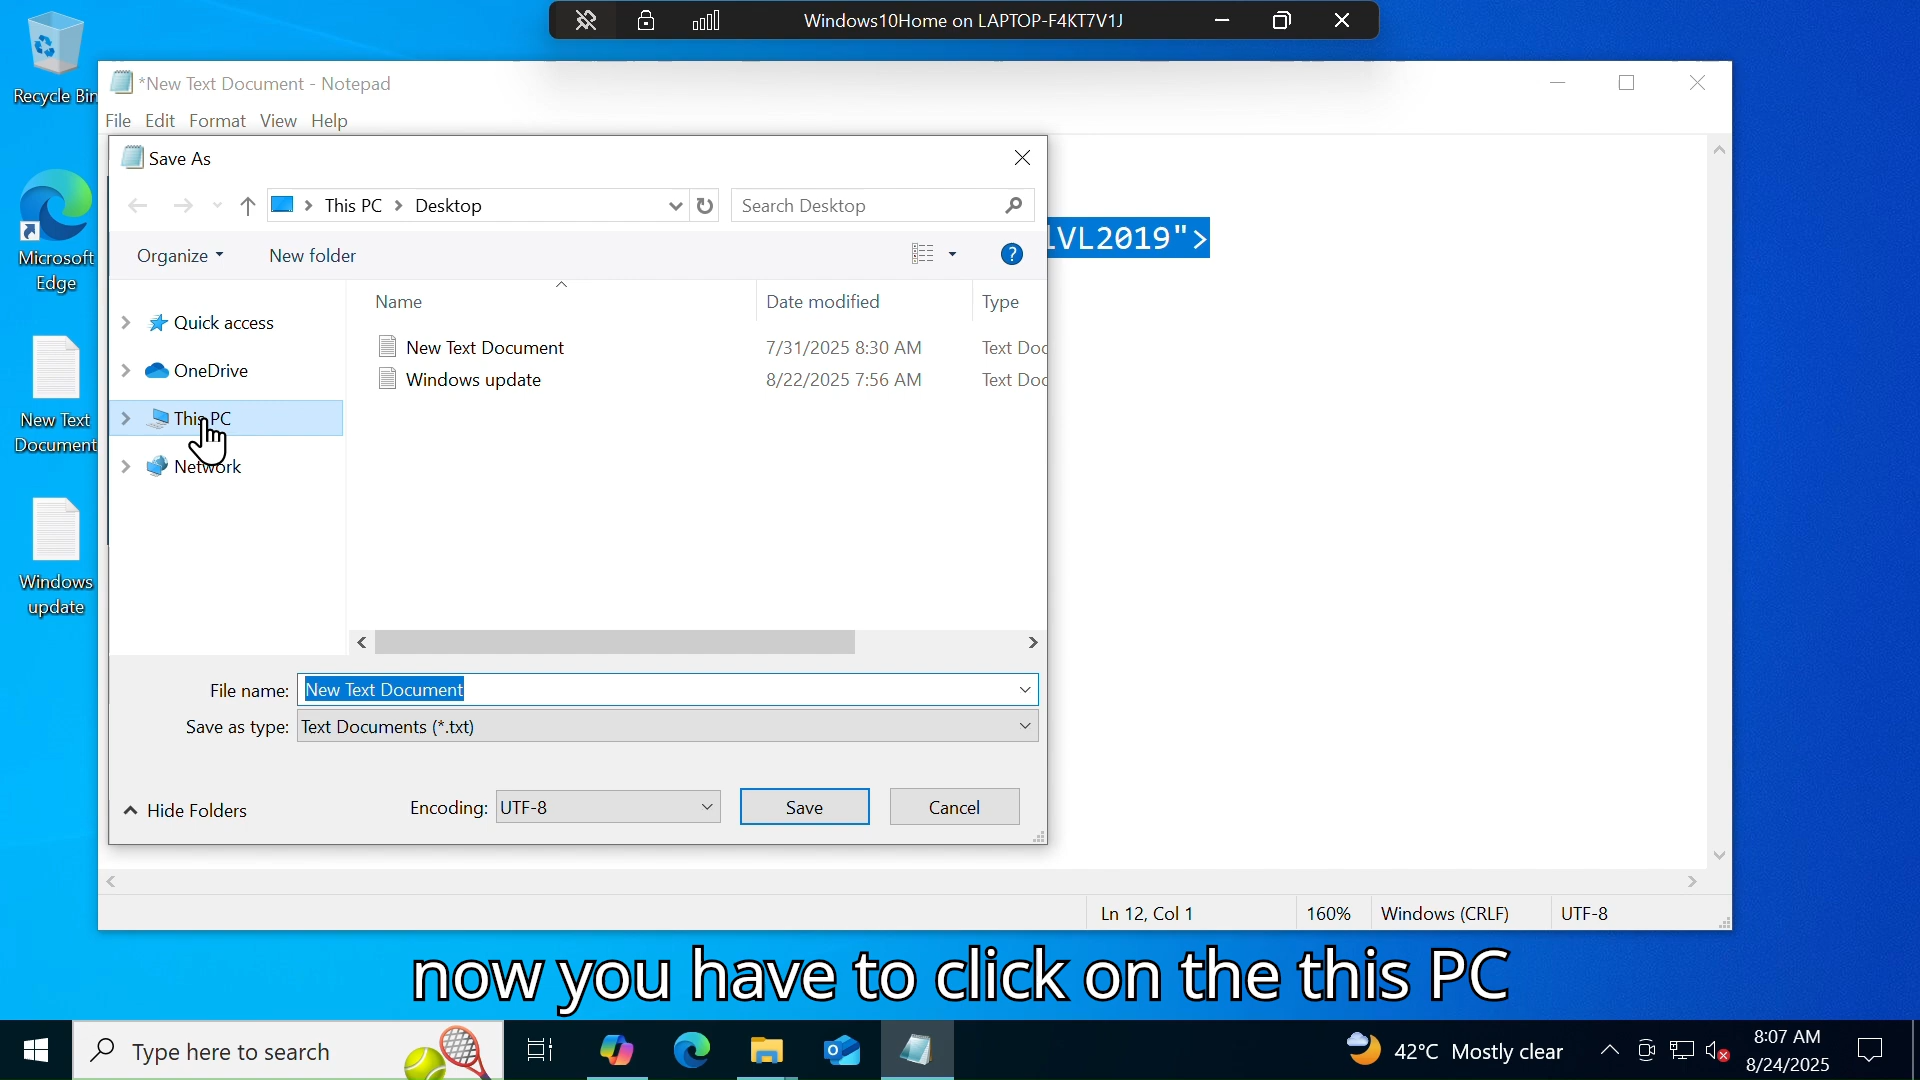 Windows10Home on LAPTOP-F4KT7V1J
Recycle Bin
*New Text Document - Notepad
File Edit Format View Help
Save As
This PC > Desktop
Search Desktop
LVL2019">
Organize
New folder
Microsoft
Edge
Name
Date modified
Type
Quick access
New Text Document 7/31/2025 8:30 AM Text Doc
OneDrive
Windows update 8/22/2025 7:56 AM Text Doc
This PC
Network
New Text
Document
Windows
update
File name: New Text Document
Save as type: Text Documents (*.txt)
Hide Folders
Encoding: UTF-8
Save
Cancel
Ln 12, Col 1
160%
Windows (CRLF)
UTF-8
now you have to click on the this PC
Type here to search
42°C Mostly clear
8:07 AM
8/24/2025